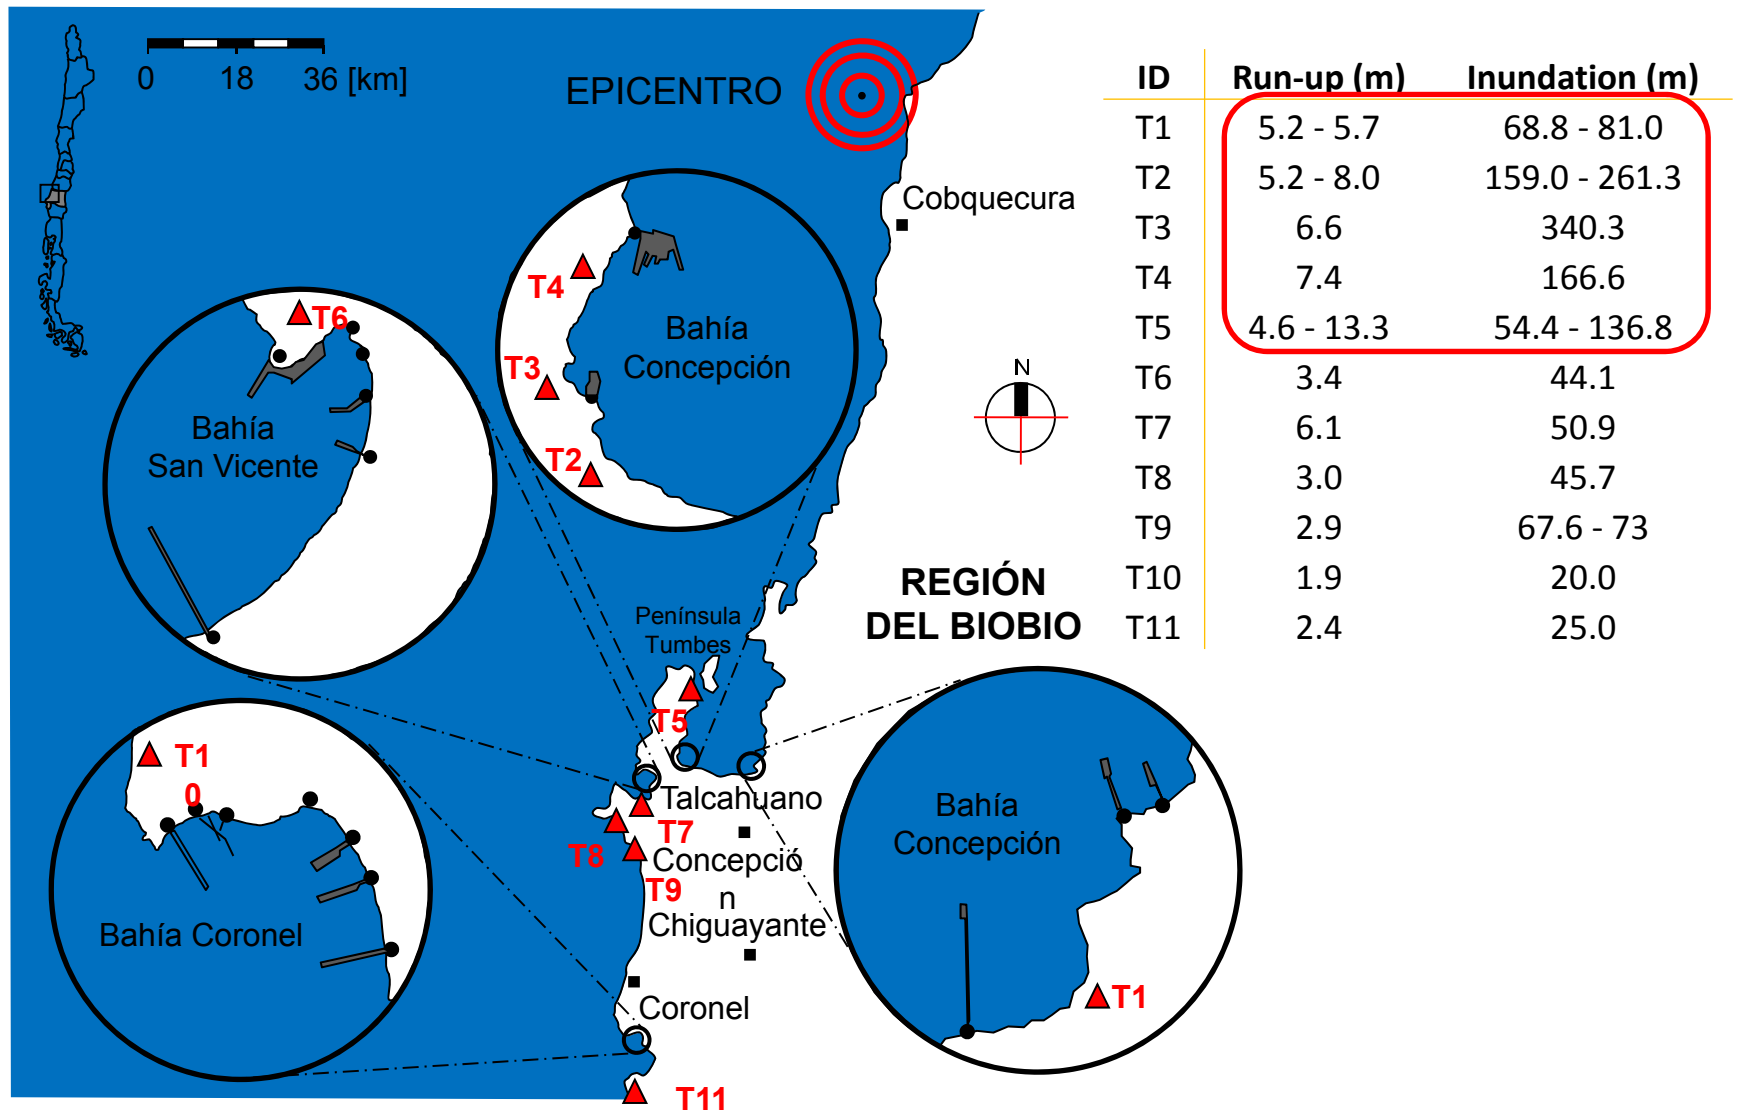 0 18 36 [km]
EPICENTRO
Cobquecura
T4
T3
T2
Bahía
Concepción
T6
Bahía
San Vicente
N
REGIÓN
DEL BIOBIO
Península
Tumbes
T5
Talcahuano
T7
T8
Concepció
n
T9
Chiguayante
Coronel
T11
T1
0
Bahía Coronel
Bahía
Concepción
T1
ID Run-up (m) Inundation (m)
T1 5.2 - 5.7 68.8 - 81.0
T2 5.2 - 8.0 159.0 - 261.3
T3 6.6 340.3
T4 7.4 166.6
T5 4.6 - 13.3 54.4 - 136.8
T6 3.4 44.1
T7 6.1 50.9
T8 3.0 45.7
T9 2.9 67.6 - 73
T10 1.9 20.0
T11 2.4 25.0